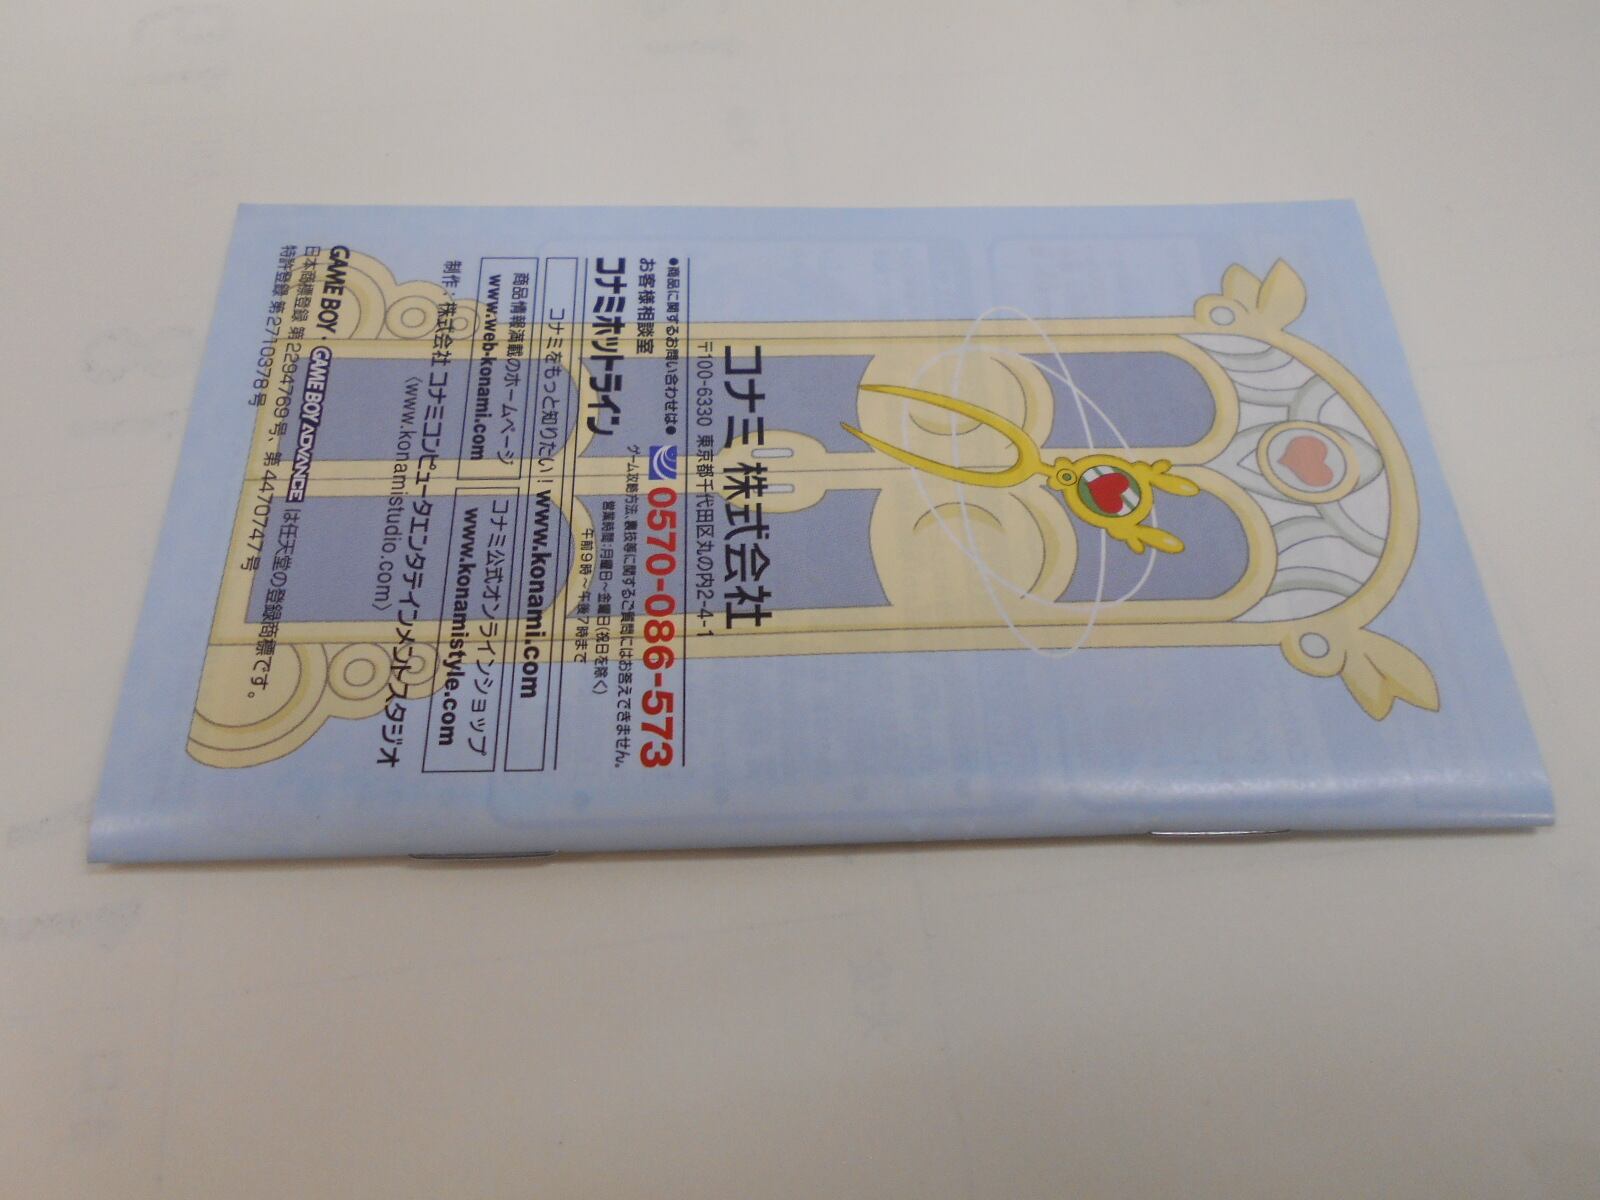 コナミ株式会社
〒100-6330 東京都千代田区丸の内2-4-1
●商品に関するお問い合わせは●
お客様相談室
コナミホットライン
0570-086-573
ゲーム攻略方法、裏技等に関するご質問にはお答えできません。
営業時間:月曜日～金曜日(祝日を除く)
午前9時～午後7時まで
コナミをもっと知りたい! www.konami.com
商品情報満載のホームページ
www.web-konami.com
コナミ公式オンラインショップ
www.konamistyle.com
制作:株式会社 コナミコンピュータエンタテインメントスタジオ
〈www.konamistudio.com〉
GAME BOY・GAME BOY ADVANCE は任天堂の登録商標です。
日本商標登録 第2294769号、第4470747号
特許登録 第2710978号